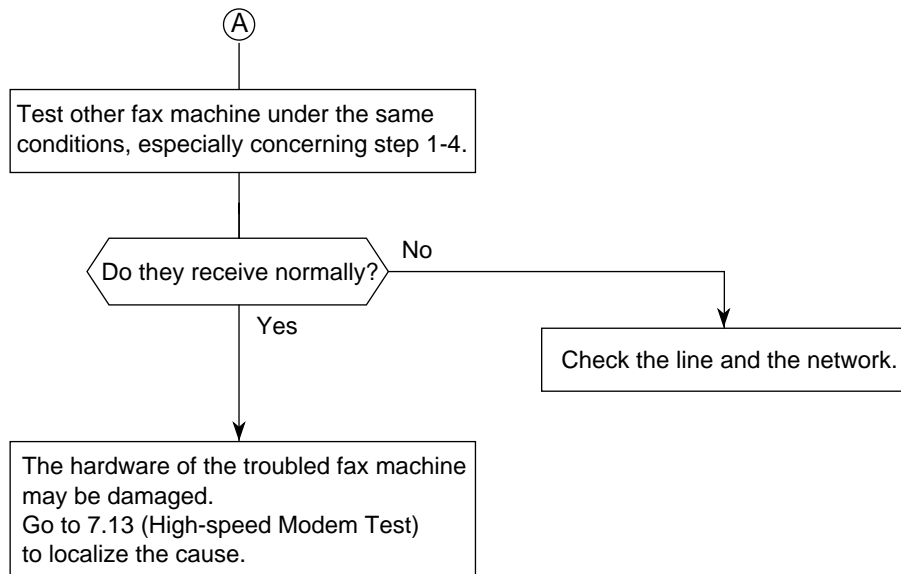 A
Test other fax machine under the same
conditions, especially concerning step 1-4.
Do they receive normally?
No
Yes
Check the line and the network.
The hardware of the troubled fax machine
may be damaged.
Go to 7.13 (High-speed Modem Test)
to localize the cause.